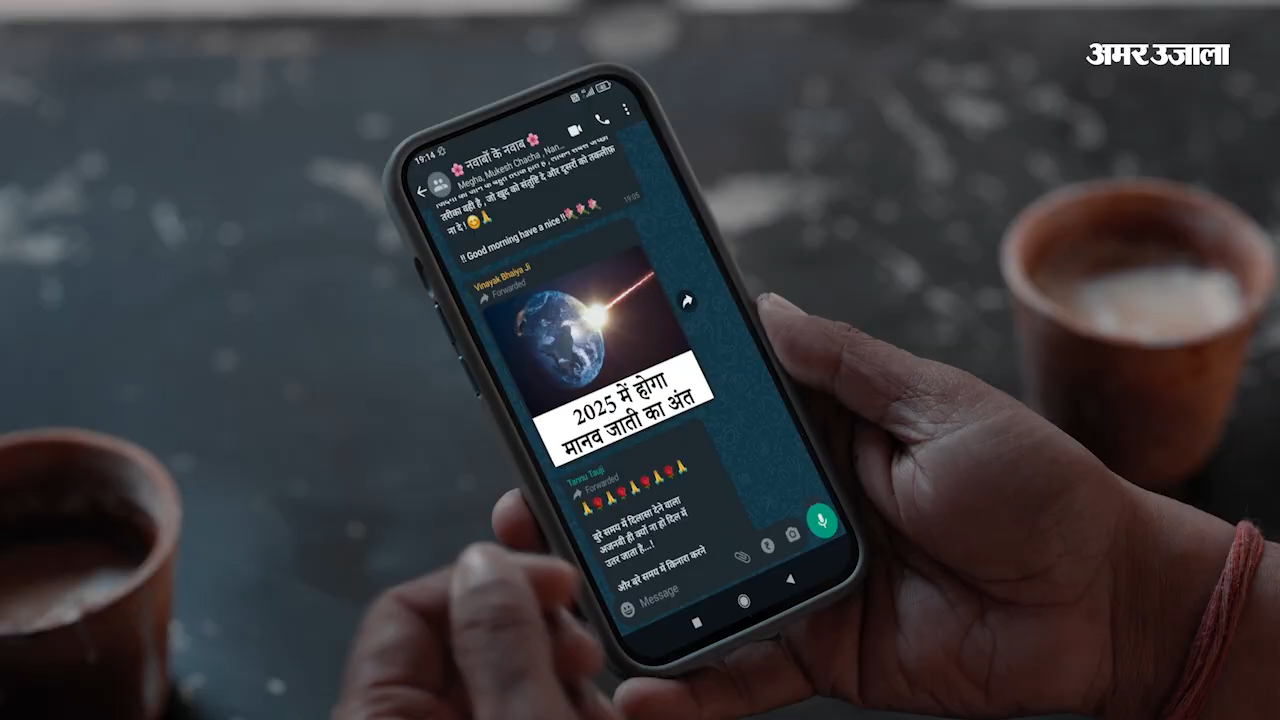 अमर उजाला
19:14
🌸 नवाबों के नवाब 🌸
Megha, Mukesh Chacha , Nan...
तरीका वही है , जो खुद को संतुष्टि दे और दूसरों को तकलीफ़
ना दे ! 😊🙏
!! Good morning have a nice !!💐💐💐
19:05
Vinayak Bhaiya Ji
Forwarded
2025 में होगा
मानव जाती का अंत
Tannu Tauji
Forwarded
🙏🌹🙏🌹🙏🌹🙏🌹🙏
बुरे समय में दिलासा देने वाला
अजनबी ही क्यों ना हो दिल में
उतर जाता है...!
और बुरे समय में किनारा करने
Message